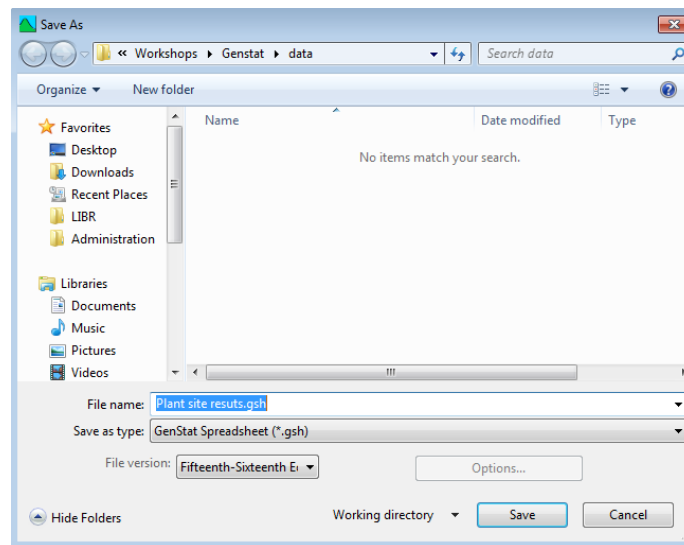 Save As
« Workshops Genstat data Search data
Organize New folder
Name Date modified Type
No items match your search.
Favorites
Desktop
Downloads
Recent Places
LIBR
Administration
Libraries
Documents
Music
Pictures
Videos
File name: Plant site resuts.gsh
Save as type: GenStat Spreadsheet (*.gsh)
File version: Fifteenth-Sixteenth E
Options...
Hide Folders Working directory Save Cancel